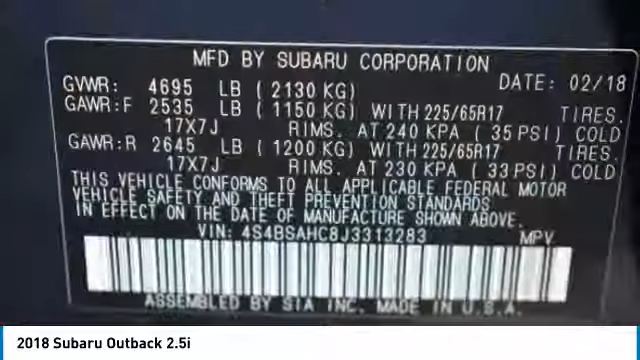 MFD BY SUBARU CORPORATION
DATE: 02/18
GVWR: 4695 LB ( 2130 KG)
GAWR:F 2535 LB ( 1150 KG) WITH 225/65R17 TIRES.
17X7J RIMS. AT 240 KPA ( 35 PSI) COLD
GAWR:R 2645 LB ( 1200 KG) WITH 225/65R17 TIRES.
17X7J RIMS. AT 230 KPA ( 33 PSI) COLD
THIS VEHICLE CONFORMS TO ALL APPLICABLE FEDERAL MOTOR
VEHICLE SAFETY AND THEFT PREVENTION STANDARDS
IN EFFECT ON THE DATE OF MANUFACTURE SHOWN ABOVE.
VIN: 4S4BSAHC8J3313283 MPV
ASSEMBLED BY SIA INC. MADE IN U.S.A.
2018 Subaru Outback 2.5i